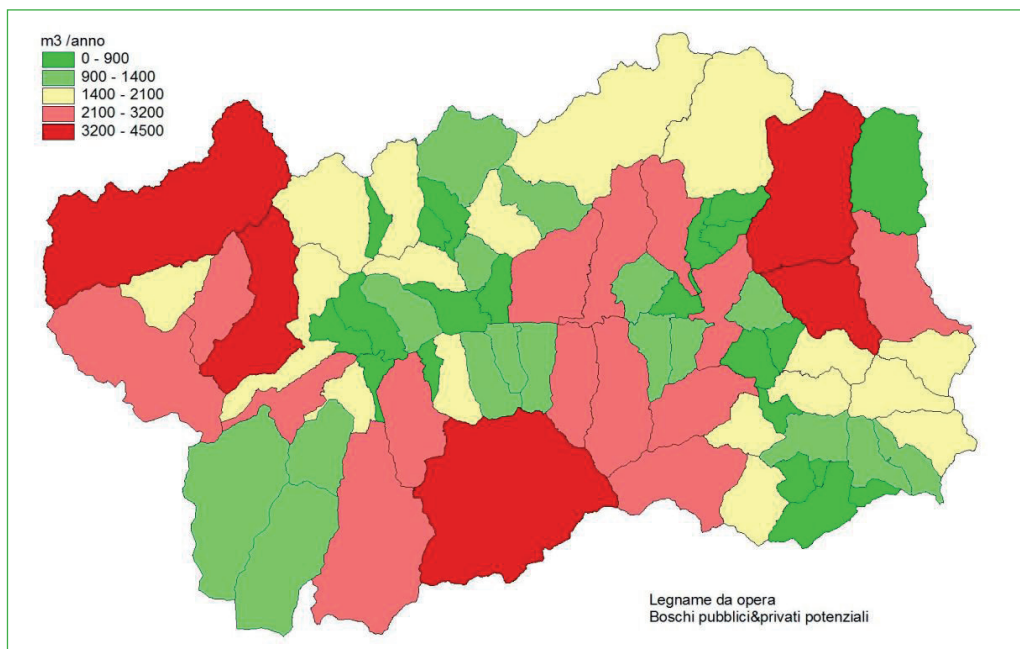 m3 /anno
0 - 900
900 - 1400
1400 - 2100
2100 - 3200
3200 - 4500
Legname da opera
Boschi pubblici&privati potenziali